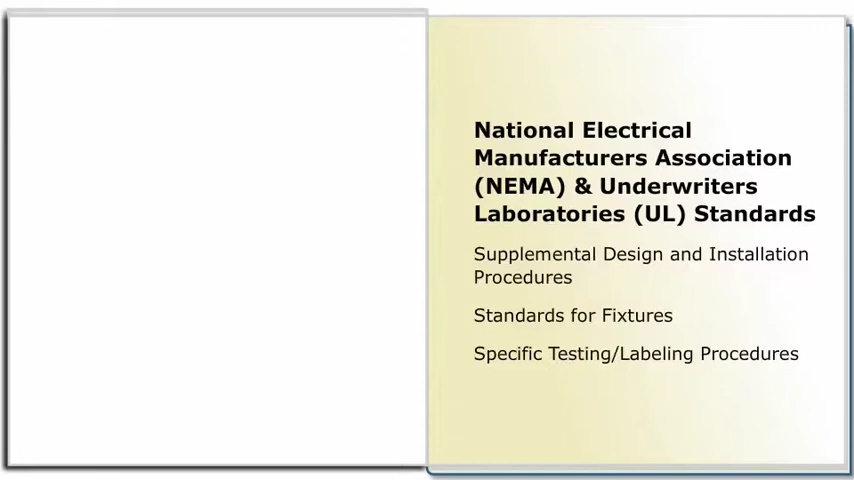 National Electrical
Manufacturers Association
(NEMA) & Underwriters
Laboratories (UL) Standards
Supplemental Design and Installation
Procedures
Standards for Fixtures
Specific Testing/Labeling Procedures